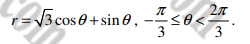 r = √3 cos θ + sin θ, -π/3 ≤ θ < 2π/3.